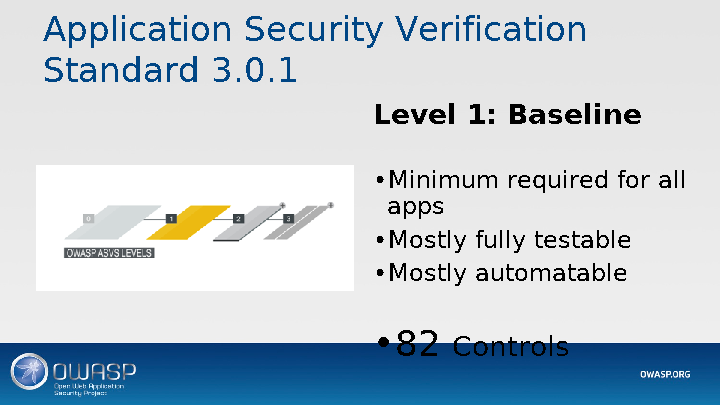 Application Security Verification
Standard 3.0.1
Level 1: Baseline
•Minimum required for all
apps
•Mostly fully testable
•Mostly automatable
•82 Controls
0 1 2 3
OWASP ASVS LEVELS
OWASP
Open Web Application
Security Project
OWASP.ORG